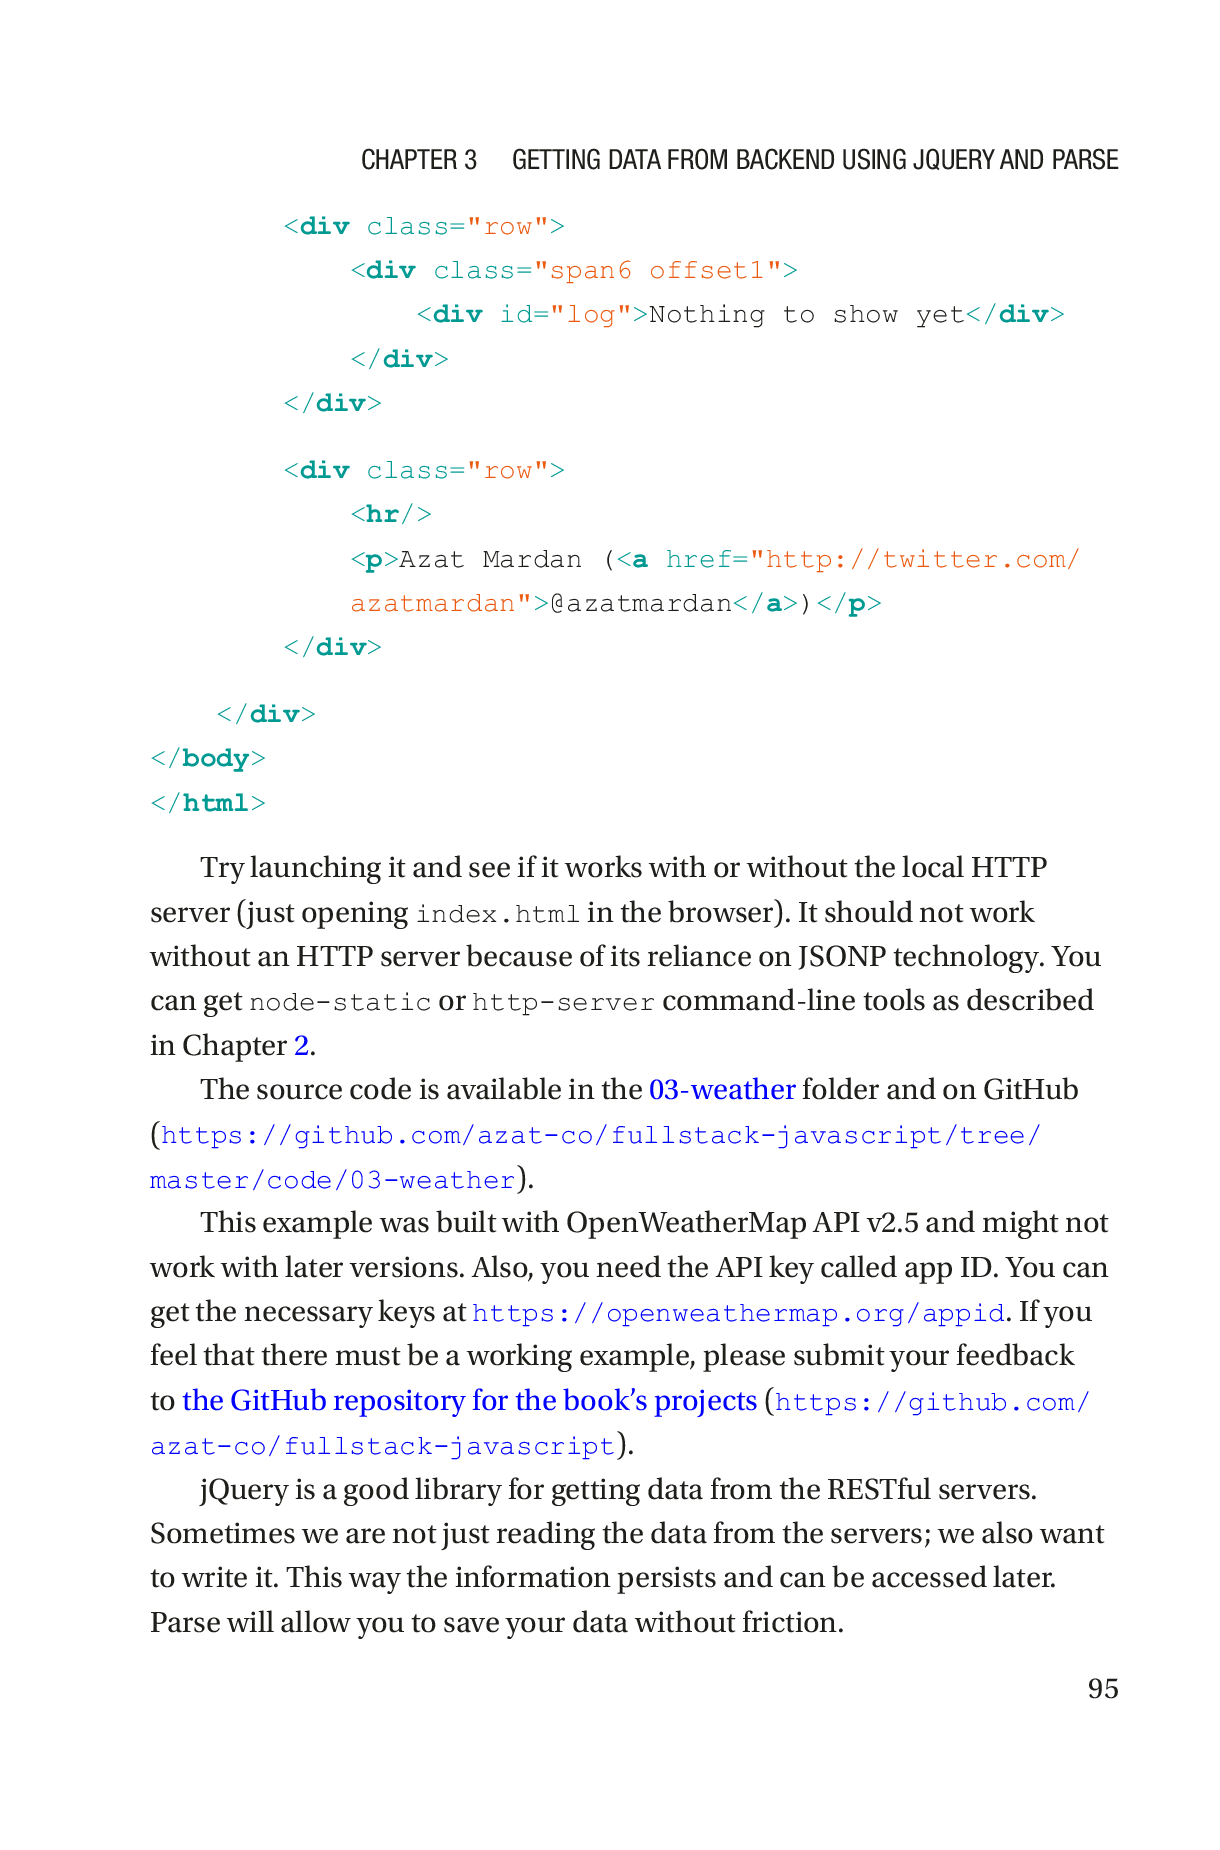 CHAPTER 3 GETTING DATA FROM BACKEND USING JQUERY AND PARSE
<div class="row">
<div class="span6 offset1">
<div id="log">Nothing to show yet</div>
</div>
</div>
<div class="row">
<hr/>
<p>Azat Mardan (<a href="http://twitter.com/
azatmardan">@azatmardan</a>)</p>
</div>
</div>
</body>
</html>
Try launching it and see if it works with or without the local HTTP
server (just opening index.html in the browser). It should not work
without an HTTP server because of its reliance on JSONP technology. You
can get node-static or http-server command-line tools as described
in Chapter 2.
The source code is available in the 03-weather folder and on GitHub
(https://github.com/azat-co/fullstack-javascript/tree/
master/code/03-weather).
This example was built with OpenWeatherMap API v2.5 and might not
work with later versions. Also, you need the API key called app ID. You can
get the necessary keys at https://openweathermap.org/appid. If you
feel that there must be a working example, please submit your feedback
to the GitHub repository for the book's projects (https://github.com/
azat-co/fullstack-javascript).
jQuery is a good library for getting data from the RESTful servers.
Sometimes we are not just reading the data from the servers; we also want
to write it. This way the information persists and can be accessed later.
Parse will allow you to save your data without friction.
95